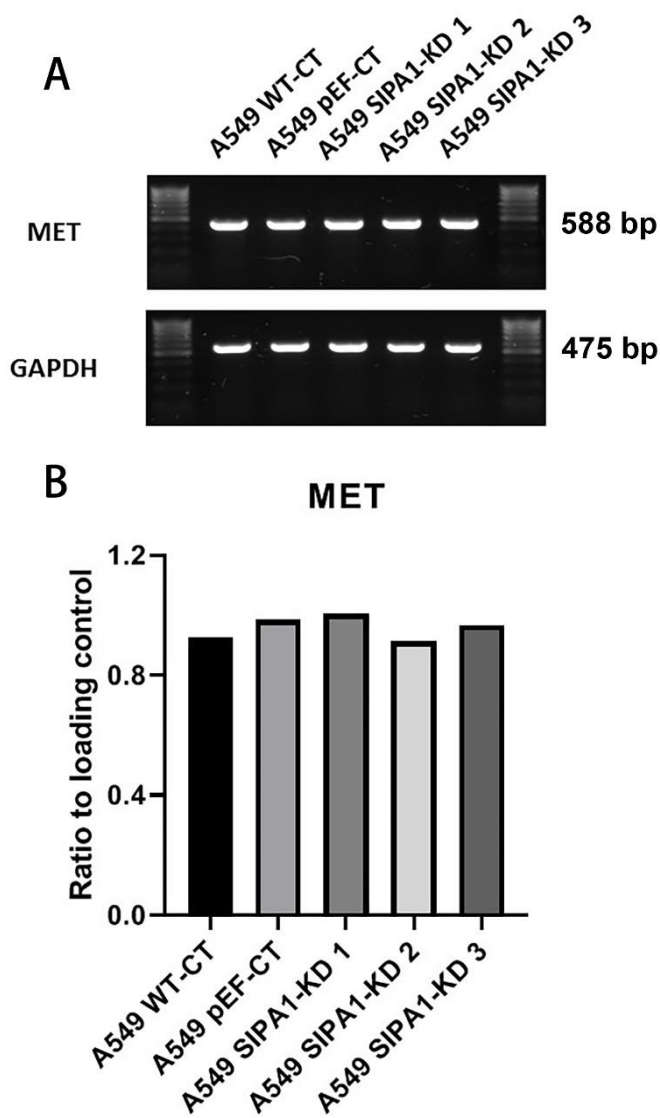 A
A549 WT-CT
A549 pEF-CT
A549 SIPA1-KD 1
A549 SIPA1-KD 2
A549 SIPA1-KD 3
MET
588 bp
GAPDH
475 bp
B
MET
Ratio to loading control
1.2
0.8
0.4
0.0
A549 WT-CT
A549 pEF-CT
A549 SIPA1-KD 1
A549 SIPA1-KD 2
A549 SIPA1-KD 3